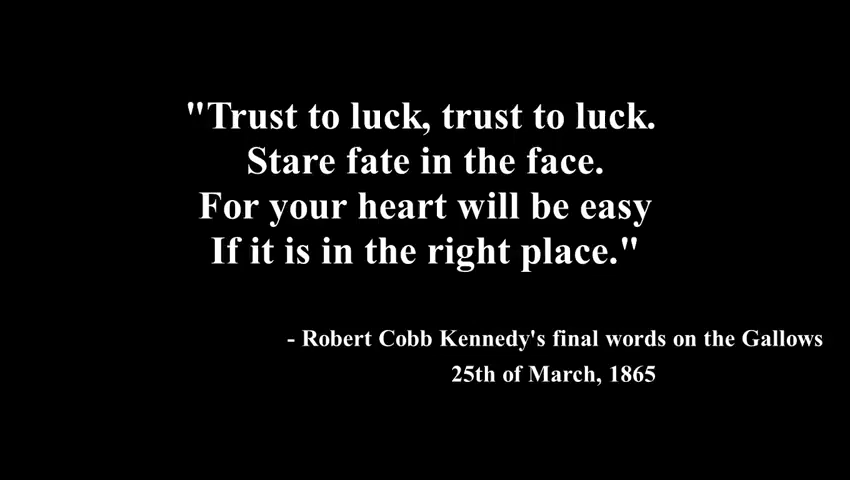 "Trust to luck, trust to luck.
Stare fate in the face.
For your heart will be easy
If it is in the right place."
- Robert Cobb Kennedy's final words on the Gallows
25th of March, 1865